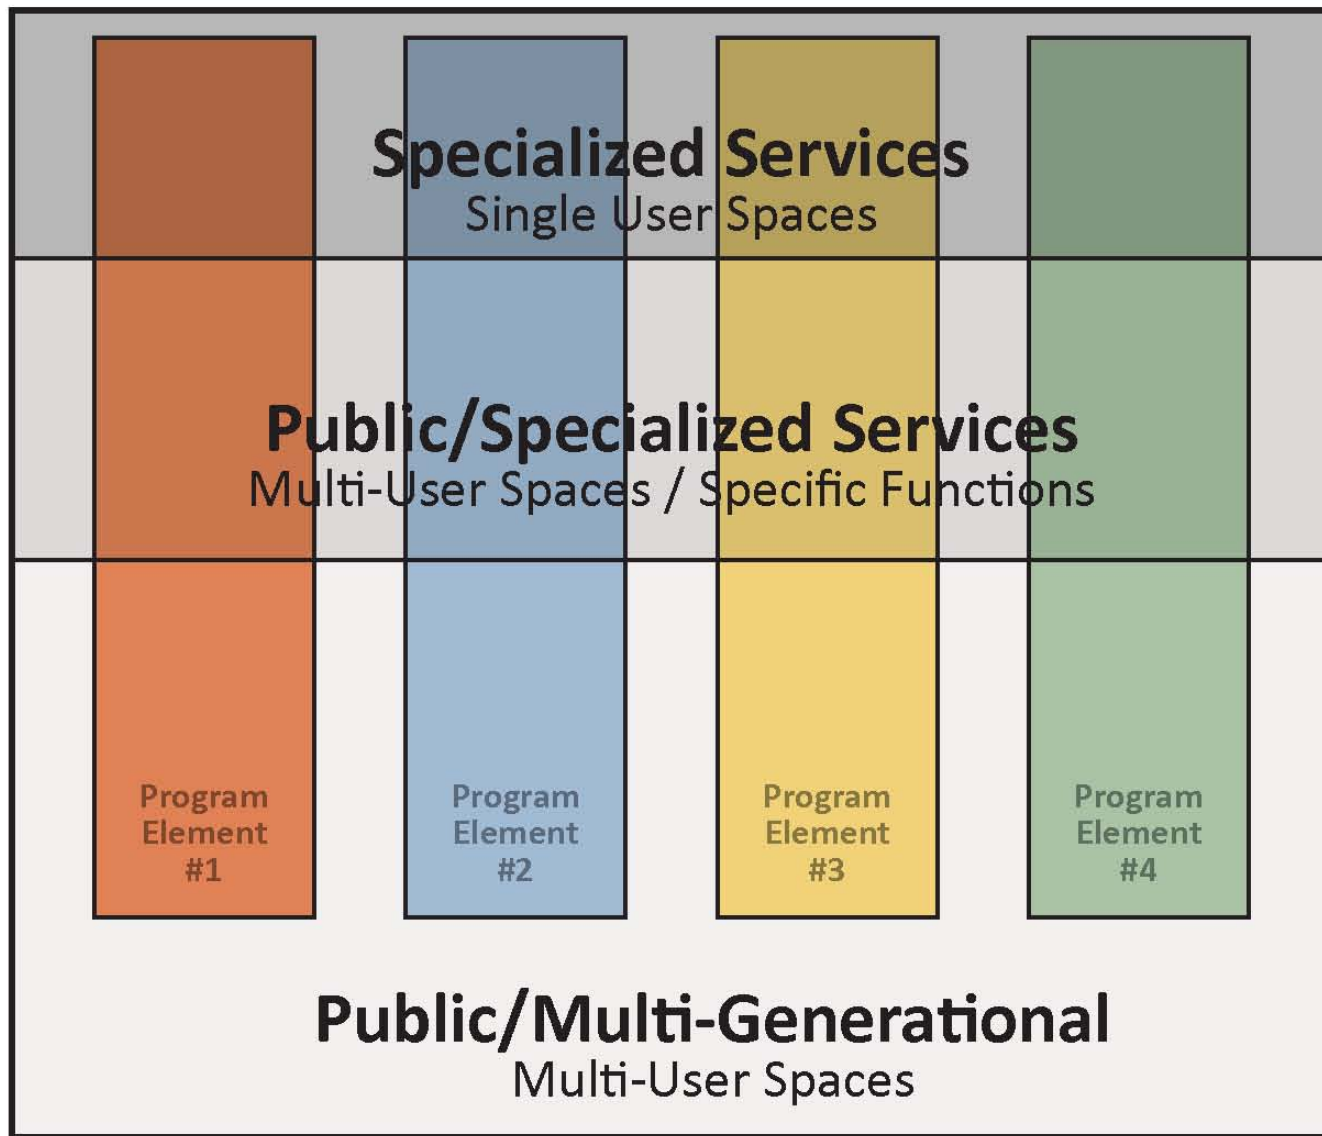 Specialized Services
Single User Spaces
Public/Specialized Services
Multi-User Spaces / Specific Functions
Program
Element
#1
Program
Element
#2
Program
Element
#3
Program
Element
#4
Public/Multi-Generational
Multi-User Spaces